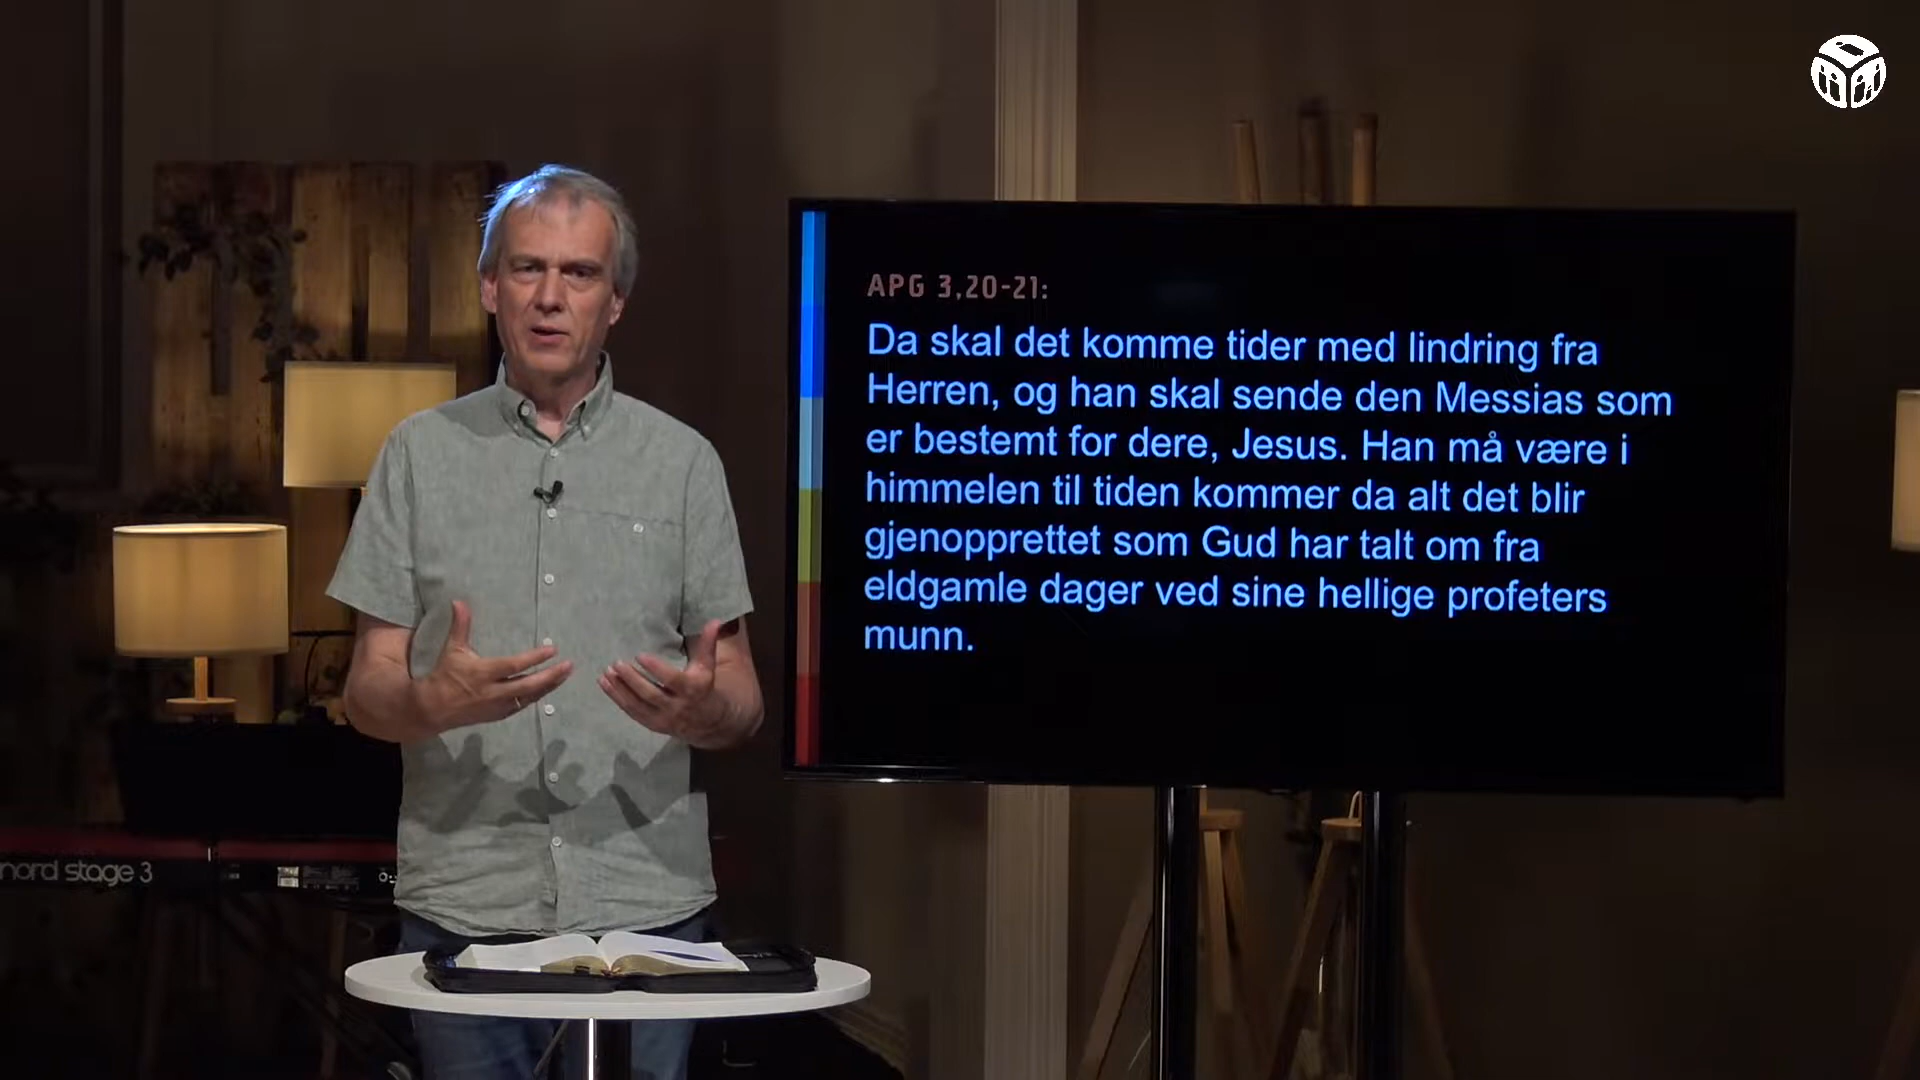 APG 3,20-21:
Da skal det komme tider med lindring fra
Herren, og han skal sende den Messias som
er bestemt for dere, Jesus. Han må være i
himmelen til tiden kommer da alt det blir
gjenopprettet som Gud har talt om fra
eldgamle dager ved sine hellige profeters
munn.
nord stage 3